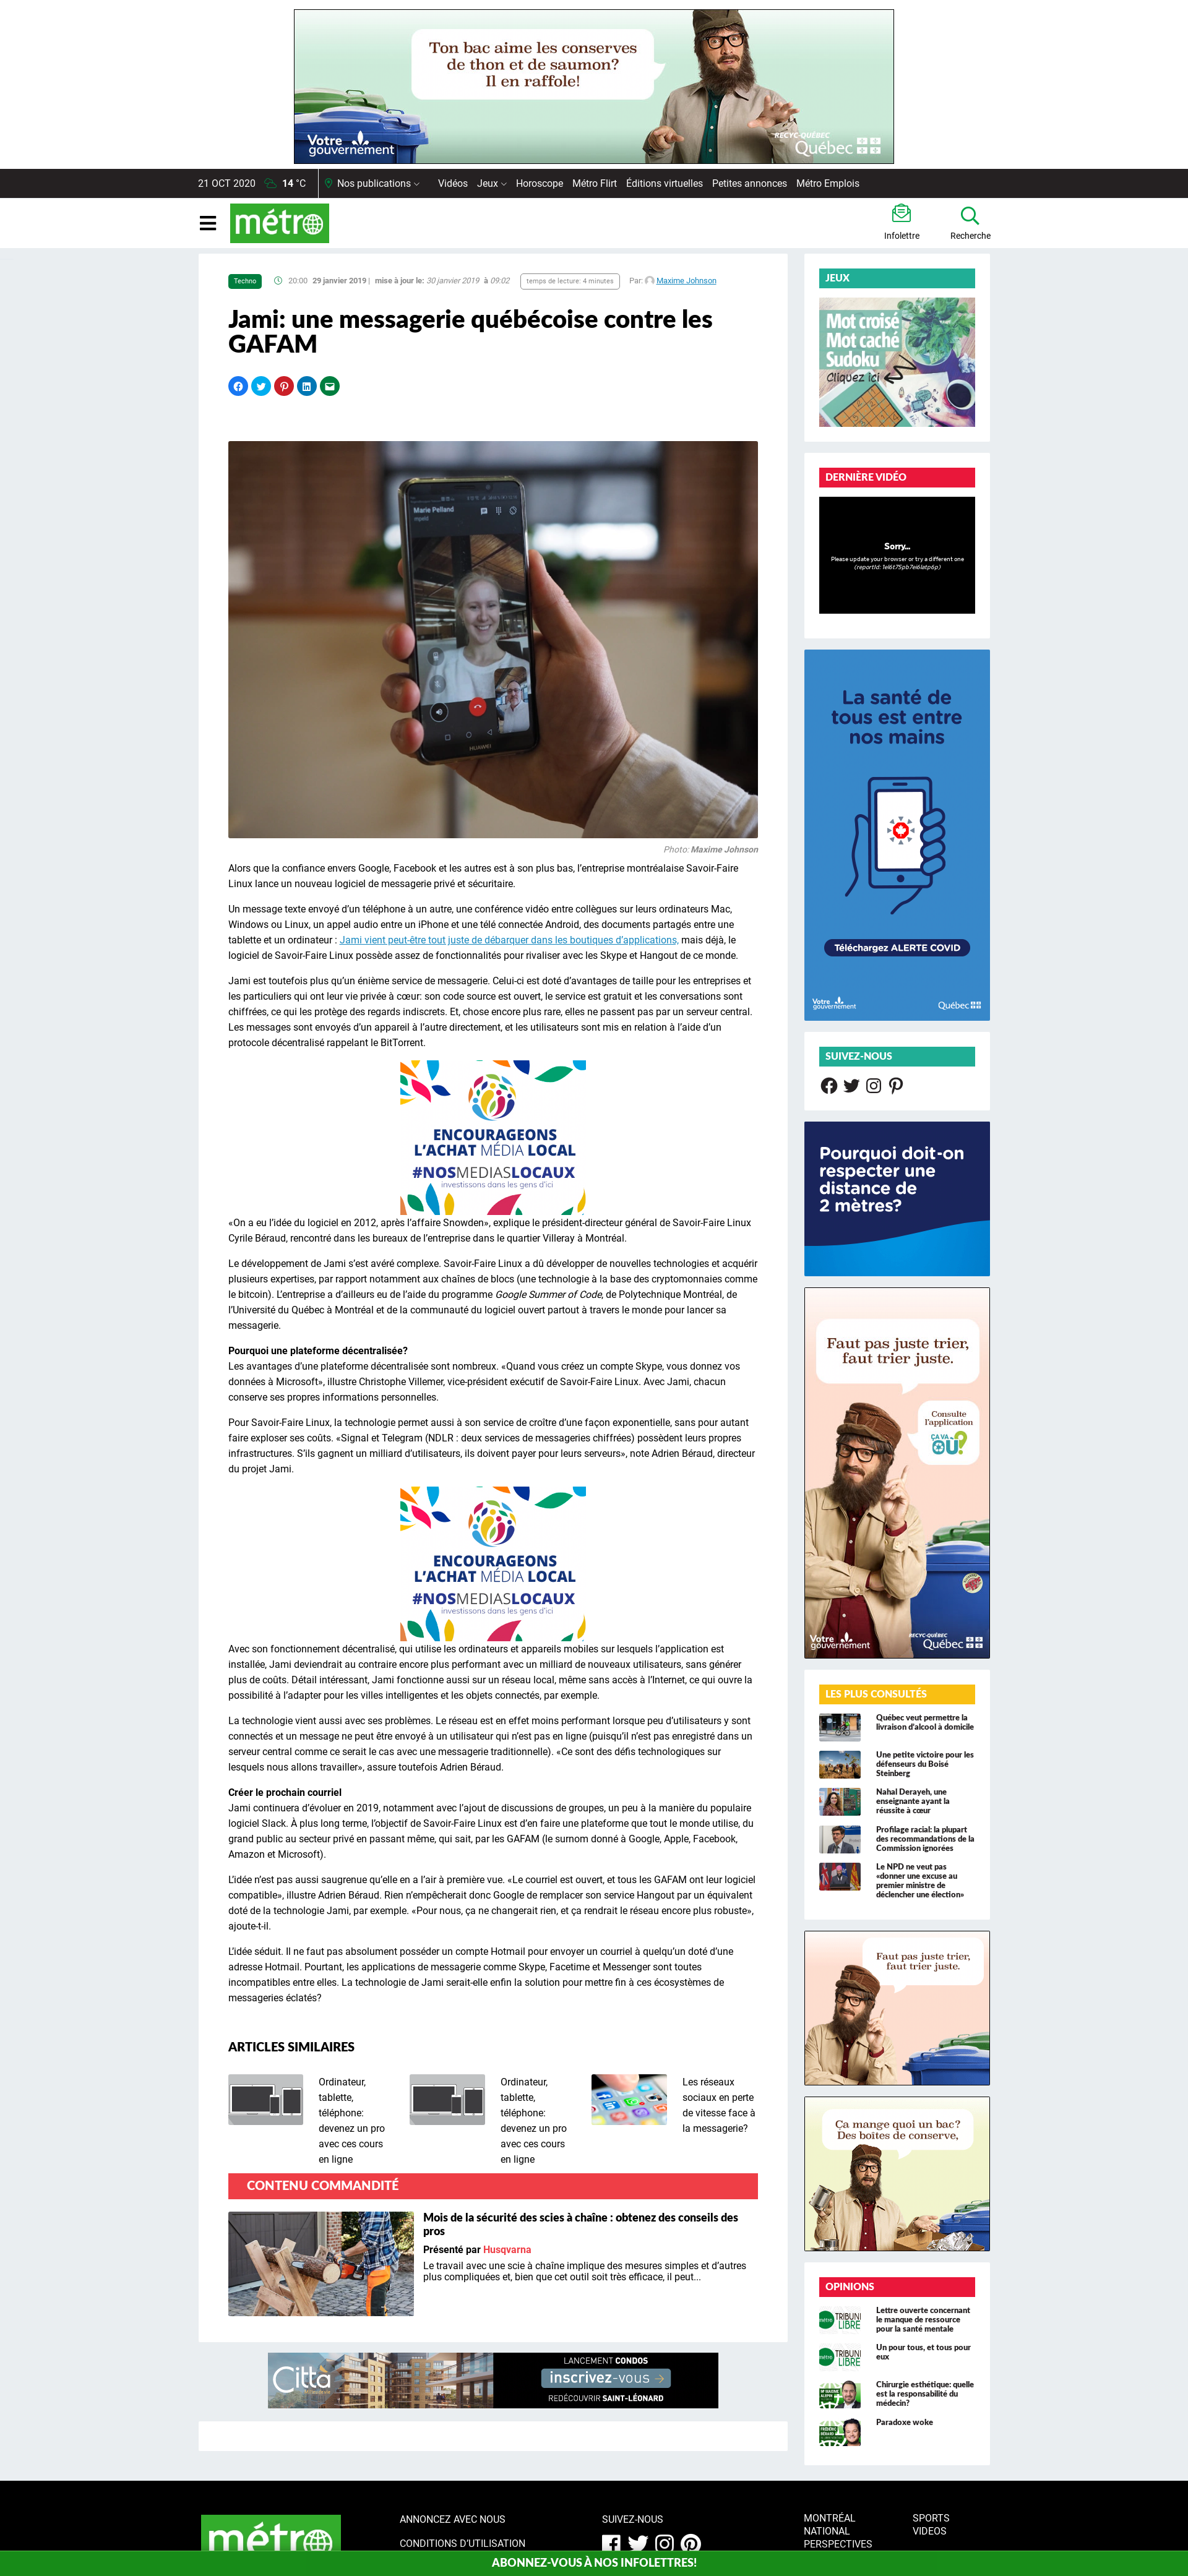 Ton bac aime les conserves
de thon et de saumon?
Il en raffole!
Votre
gouvernement
RECYC-QUÉBEC
Québec
21 OCT 2020 14 °C Nos publications Vidéos Jeux Horoscope Métro Flirt Éditions virtuelles Petites annonces Métro Emplois
métro
Infolettre
Recherche
Techno 20:00 29 janvier 2019 | mise à jour le: 30 janvier 2019 à 09:02 temps de lecture: 4 minutes Par: Maxime Johnson
Jami: une messagerie québécoise contre les
GAFAM
Marie Pelland
HUAWEI
Photo: Maxime Johnson
Alors que la confiance envers Google, Facebook et les autres est à son plus bas, l’entreprise montréalaise Savoir-Faire
Linux lance un nouveau logiciel de messagerie privé et sécuritaire.
Un message texte envoyé d’un téléphone à un autre, une conférence vidéo entre collègues sur leurs ordinateurs Mac,
Windows ou Linux, un appel audio entre un iPhone et une télé connectée Android, des documents partagés entre une
tablette et un ordinateur : Jami vient peut-être tout juste de débarquer dans les boutiques d’applications, mais déjà, le
logiciel de Savoir-Faire Linux possède assez de fonctionnalités pour rivaliser avec les Skype et Hangout de ce monde.
Jami est toutefois plus qu’un énième service de messagerie. Celui-ci est doté d’avantages de taille pour les entreprises et
les particuliers qui ont leur vie privée à cœur: son code source est ouvert, le service est gratuit et les conversations sont
chiffrées, ce qui les protège des regards indiscrets. Et, chose encore plus rare, elles ne passent pas par un serveur central.
Les messages sont envoyés d’un appareil à l’autre directement, et les utilisateurs sont mis en relation à l’aide d’un
protocole décentralisé rappelant le BitTorrent.
ENCOURAGEONS
L’ACHAT MÉDIA LOCAL
#NOSMEDIASLOCAUX
investissons dans les gens d’ici
«On a eu l’idée du logiciel en 2012, après l’affaire Snowden», explique le président-directeur général de Savoir-Faire Linux
Cyrile Béraud, rencontré dans les bureaux de l’entreprise dans le quartier Villeray à Montréal.
Le développement de Jami s’est avéré complexe. Savoir-Faire Linux a dû développer de nouvelles technologies et acquérir
plusieurs expertises, par rapport notamment aux chaînes de blocs (une technologie à la base des cryptomonnaies comme
le bitcoin). L’entreprise a d’ailleurs eu de l’aide du programme Google Summer of Code, de Polytechnique Montréal, de
l’Université du Québec à Montréal et de la communauté du logiciel ouvert partout à travers le monde pour lancer sa
messagerie.
Pourquoi une plateforme décentralisée?
Les avantages d’une plateforme décentralisée sont nombreux. «Quand vous créez un compte Skype, vous donnez vos
données à Microsoft», illustre Christophe Villemer, vice-président exécutif de Savoir-Faire Linux. Avec Jami, chacun
conserve ses propres informations personnelles.
Pour Savoir-Faire Linux, la technologie permet aussi à son service de croître d’une façon exponentielle, sans pour autant
faire exploser ses coûts. «Signal et Telegram (NDLR : deux services de messageries chiffrées) possèdent leurs propres
infrastructures. S’ils gagnent un milliard d’utilisateurs, ils doivent payer pour leurs serveurs», note Adrien Béraud, directeur
du projet Jami.
ENCOURAGEONS
L’ACHAT MÉDIA LOCAL
#NOSMEDIASLOCAUX
investissons dans les gens d’ici
Avec son fonctionnement décentralisé, qui utilise les ordinateurs et appareils mobiles sur lesquels l’application est
installée, Jami deviendrait au contraire encore plus performant avec un milliard de nouveaux utilisateurs, sans générer
plus de coûts. Détail intéressant, Jami fonctionne aussi sur un réseau local, même sans accès à l’Internet, ce qui ouvre la
possibilité à l’adapter pour les villes intelligentes et les objets connectés, par exemple.
La technologie vient aussi avec ses problèmes. Le réseau est en effet moins performant lorsque peu d’utilisateurs y sont
connectés et un message ne peut être envoyé à un utilisateur qui n’est pas en ligne (puisqu’il n’est pas enregistré dans un
serveur central comme ce serait le cas avec une messagerie traditionnelle). «Ce sont des défis technologiques sur
lesquels nous allons travailler», assure toutefois Adrien Béraud.
Créer le prochain courriel
Jami continuera d’évoluer en 2019, notamment avec l’ajout de discussions de groupes, un peu à la manière du populaire
logiciel Slack. À plus long terme, l’objectif de Savoir-Faire Linux est d’en faire une plateforme que tout le monde utilise, du
grand public au secteur privé en passant même, qui sait, par les GAFAM (le surnom donné à Google, Apple, Facebook,
Amazon et Microsoft).
L’idée n’est pas aussi saugrenue qu’elle en a l’air à première vue. «Le courriel est ouvert, et tous les GAFAM ont leur logiciel
compatible», illustre Adrien Béraud. Rien n’empêcherait donc Google de remplacer son service Hangout par un équivalent
doté de la technologie Jami, par exemple. «Pour nous, ça ne changerait rien, et ça rendrait le réseau encore plus robuste»,
ajoute-t-il.
L’idée séduit. Il ne faut pas absolument posséder un compte Hotmail pour envoyer un courriel à quelqu’un doté d’une
adresse Hotmail. Pourtant, les applications de messagerie comme Skype, Facetime et Messenger sont toutes
incompatibles entre elles. La technologie de Jami serait-elle enfin la solution pour mettre fin à ces écosystèmes de
messageries éclatés?
ARTICLES SIMILAIRES
Ordinateur,
tablette,
téléphone:
devenez un pro
avec ces cours
en ligne
Ordinateur,
tablette,
téléphone:
devenez un pro
avec ces cours
en ligne
Les réseaux
sociaux en perte
de vitesse face à
la messagerie?
CONTENU COMMANDITÉ
Mois de la sécurité des scies à chaîne : obtenez des conseils des
pros
Présenté par Husqvarna
Le travail avec une scie à chaîne implique des mesures simples et d’autres
plus compliquées et, bien que cet outil soit très efficace, il peut...
Città
LANCEMENT CONDOS
inscrivez-vous
REDÉCOUVRIR SAINT-LÉONARD
JEUX
Mot croisé
Mot caché
Sudoku
Cliquez ici
DERNIÈRE VIDÉO
Sorry...
Please update your browser or try a different one
(reportId: 1el6t75pb7ei6latp6p)
La santé de
tous est entre
nos mains
Téléchargez ALERTE COVID
Votre
gouvernement
Québec
SUIVEZ-NOUS
Pourquoi doit-on
respecter une
distance de
2 mètres?
Faut pas juste trier,
faut trier juste.
Consulte
l’application
ÇA VA
OÙ?
Votre
gouvernement
RECYC-QUÉBEC
Québec
LES PLUS CONSULTÉS
Québec veut permettre la
livraison d’alcool à domicile
Une petite victoire pour les
défenseurs du Boisé
Steinberg
Nahal Derayeh, une
enseignante ayant la
réussite à cœur
Profilage racial: la plupart
des recommandations de la
Commission ignorées
Le NPD ne veut pas
«donner une excuse au
premier ministre de
déclencher une élection»
Faut pas juste trier,
faut trier juste.
Ça mange quoi un bac?
Des boîtes de conserve,
OPINIONS
métro TRIBUNE
LIBRE
Lettre ouverte concernant
le manque de ressource
pour la santé mentale
métro TRIBUNE
LIBRE
Un pour tous, et tous pour
eux
Chirurgie esthétique: quelle
est la responsabilité du
médecin?
Paradoxe woke
métro
ANNONCEZ AVEC NOUS
CONDITIONS D’UTILISATION
SUIVEZ-NOUS
MONTRÉAL
NATIONAL
PERSPECTIVES
SPORTS
VIDEOS
ABONNEZ-VOUS À NOS INFOLETTRES!